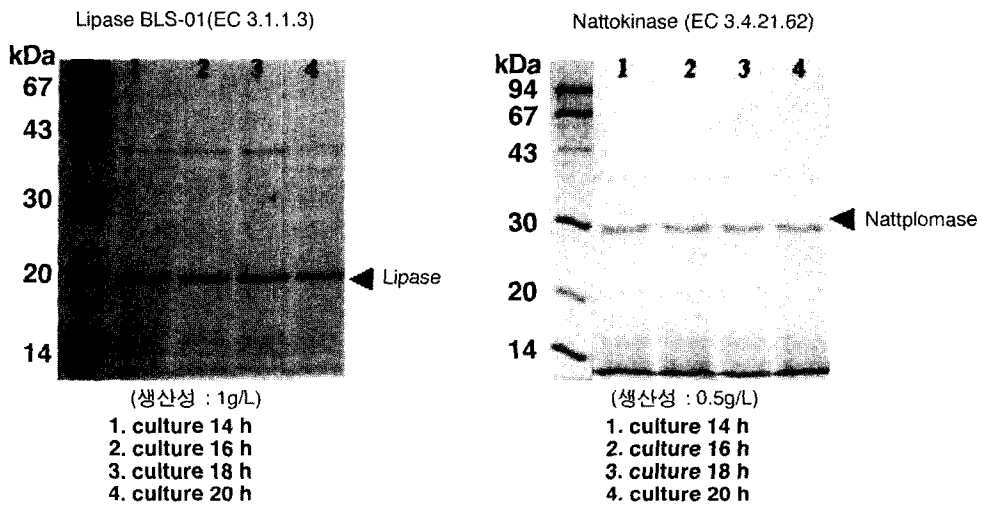 Lipase BLS-01(EC 3.1.1.3)
kDa
1 2 3 4
67
43
30
20
14
Lipase
(생산성 : 1g/L)
1. culture 14 h
2. culture 16 h
3. culture 18 h
4. culture 20 h
Nattokinase (EC 3.4.21.62)
kDa
1 2 3 4
94
67
43
30
20
14
Nattplomase
(생산성 : 0.5g/L)
1. culture 14 h
2. culture 16 h
3. culture 18 h
4. culture 20 h